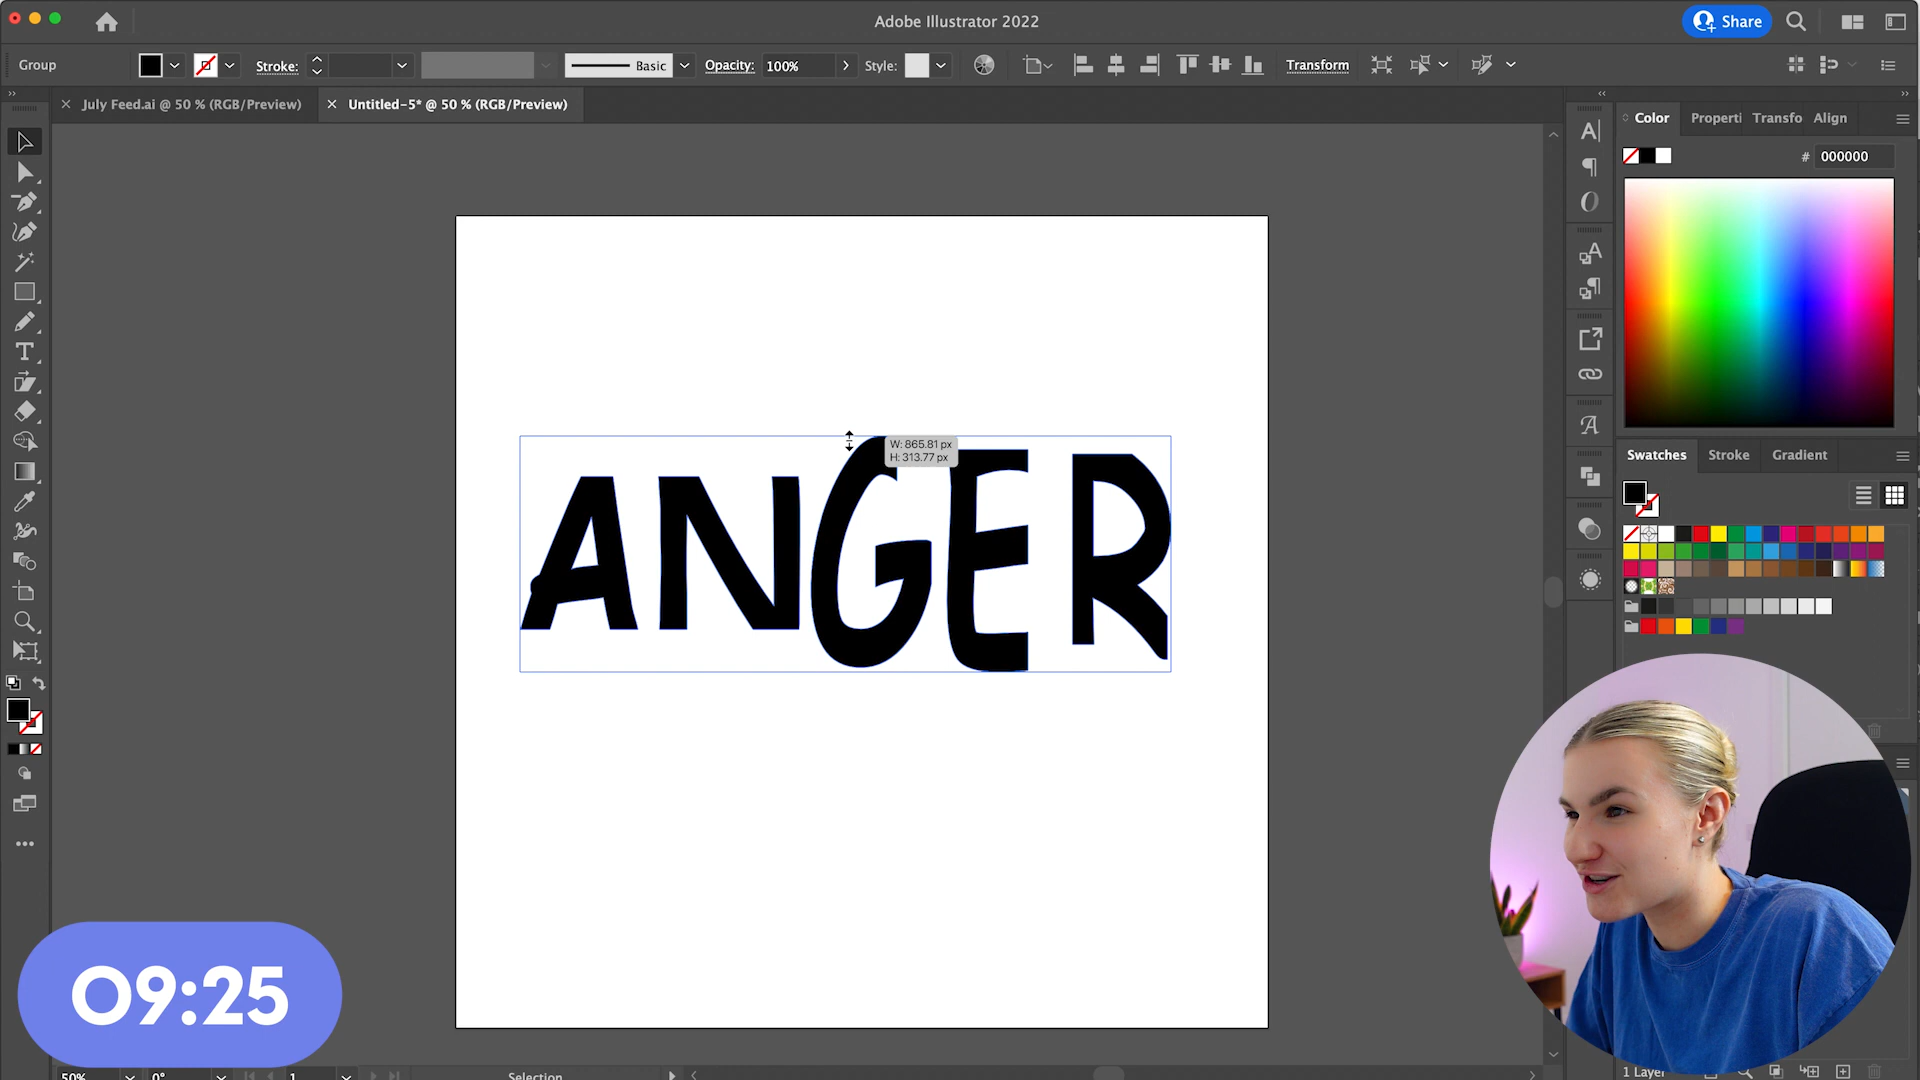 Adobe Illustrator 2022
Share
Group
Stroke:
Basic
Opacity:
100%
Style:
Transform
July Feed.ai @ 50 % (RGB/Preview)
Untitled-5* @ 50 % (RGB/Preview)
Color
Properti
Transfo
Align
# 000000
W: 865.81 px
H: 313.77 px
ANGER
Swatches
Stroke
Gradient
09:25
50%
0°
1
Selection
1 Layer